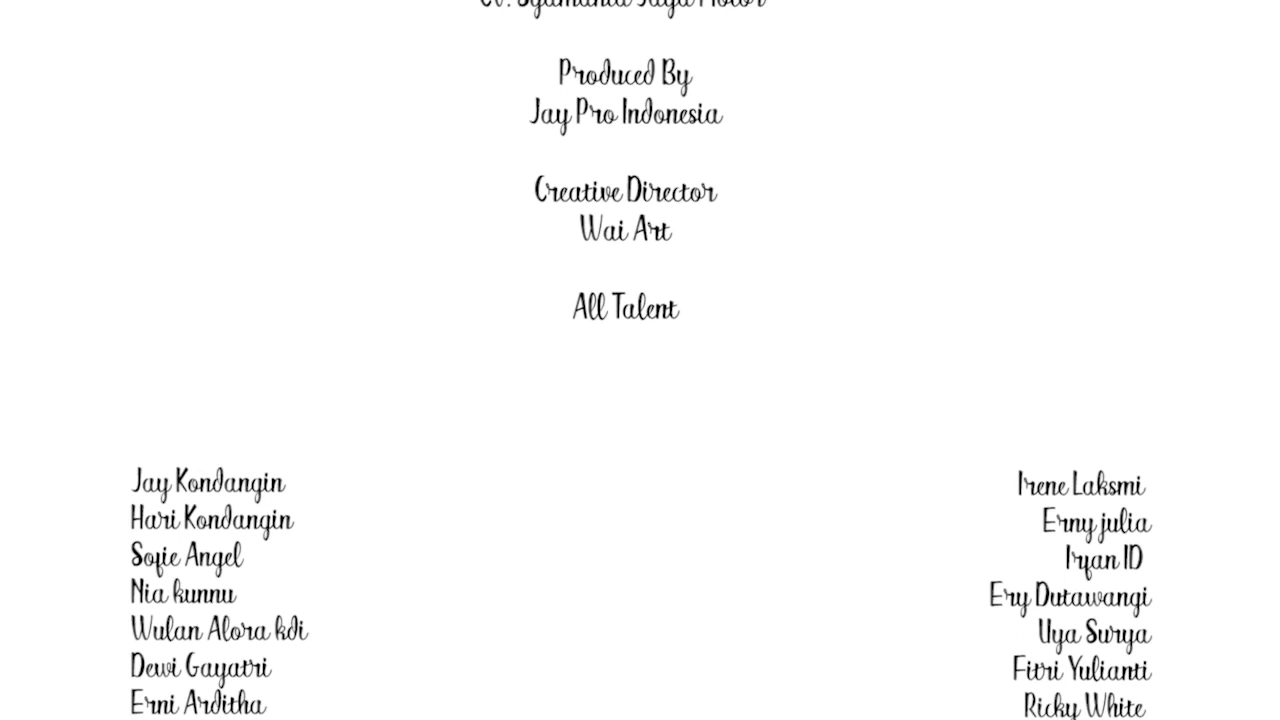 Produced By
Jay Pro Indonesia
Creative Director
Wai Art
All Talent
Jay Kondangin
Hari Kondangin
Sofie Angel
Nia kunnu
Wulan Alora kdi
Dewi Gayatri
Erni Arditha
Irene Laksmi
Erny julia
Irfan ID
Ery Dutawangi
Uya Surya
Fitri Yulianti
Ricky White